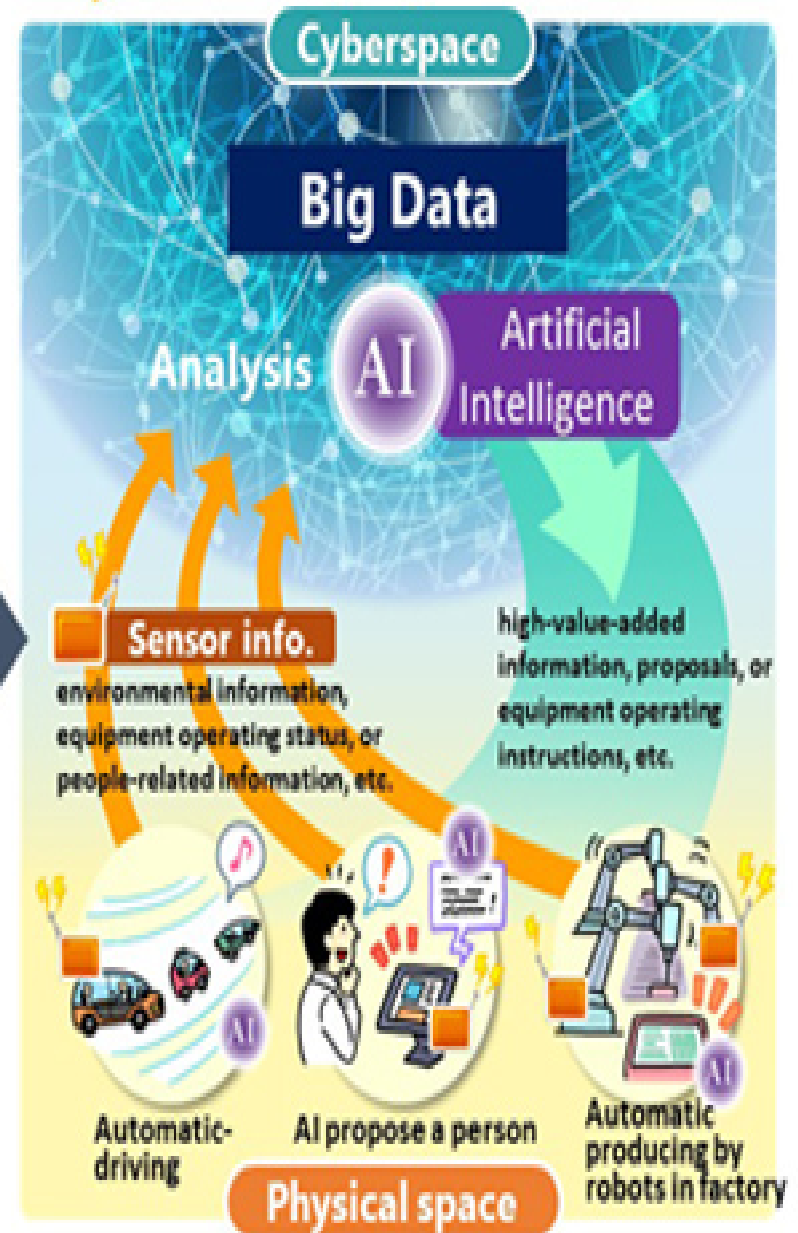 Cyberspace
Big Data
Analysis
AI
Artificial
Intelligence
Sensor info.
environmental information,
equipment operating status, or
people-related information, etc.
high-value-added
information, proposals, or
equipment operating
instructions, etc.
AI
!
AI
AI
Automatic-
driving
AI propose a person
Automatic
producing by
robots in factory
Physical space